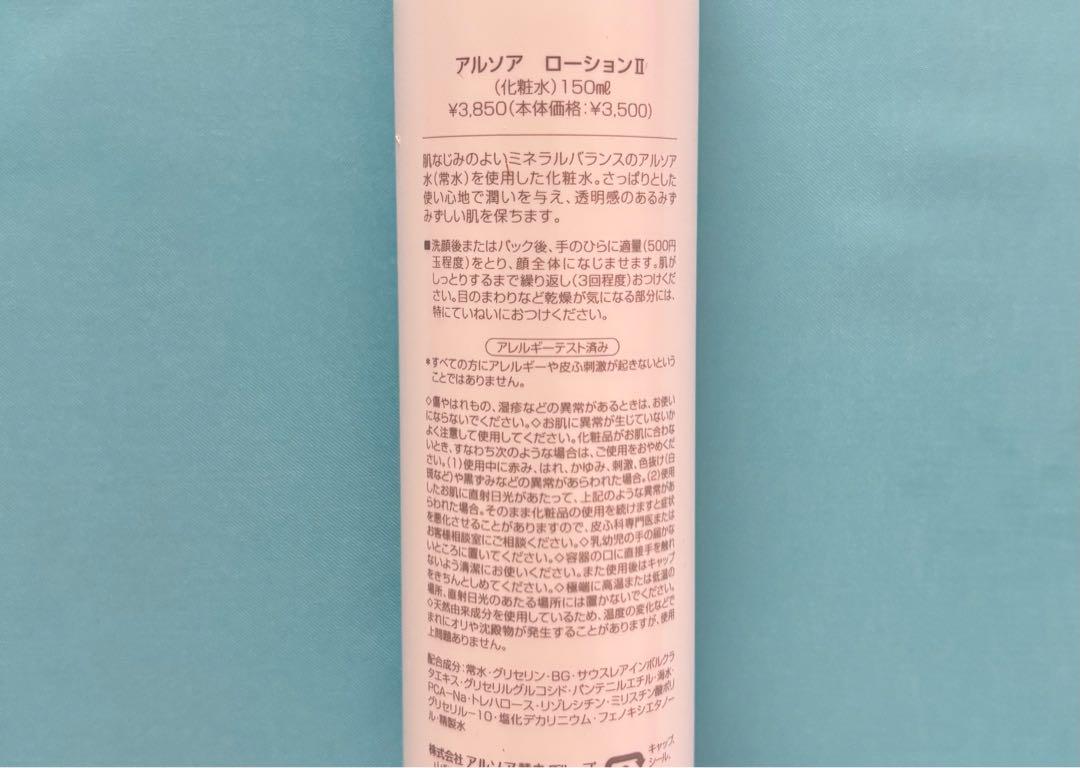 アルソア ローションⅡ
(化粧水)150㎖
¥3,850(本体価格:¥3,500)
肌なじみのよいミネラルバランスのアルソア
水(常水)を使用した化粧水。さっぱりとした
使い心地で潤いを与え、透明感のあるみず
みずしい肌を保ちます。
■洗顔後またはパック後、手のひらに適量(500円
玉程度)をとり、顔全体になじませます。肌が
しっとりするまで繰り返し(3回程度)おつけくだ
さい。目のまわりなど乾燥が気になる部分には、
特にていねいにおつけください。
アレルギーテスト済み
*すべての方にアレルギーや皮ふ刺激が起きないという
ことではありません。
◇傷やはれもの、湿疹などの異常があるときは、お使い
にならないでください。◇お肌に異常が生じていないか
よく注意して使用してください。化粧品がお肌に合わな
いとき、すなわち次のような場合は、ご使用をおやめくだ
さい。(1)使用中に赤み、はれ、かゆみ、刺激、色抜け(白
斑など)や黒ずみなどの異常があらわれた場合。(2)使用
したお肌に直射日光があたって、上記のような異常があ
らわれた場合。そのまま化粧品の使用を続けますと症状
を悪化させることがありますので、皮ふ科専門医または
お客様相談室にご相談ください。◇乳幼児の手の届かな
いところに置いてください。◇容器の口に直接手を触れ
ないよう清潔にお使いください。また使用後はキャップ
をきちんとしめてください。◇極端に高温または低温の
場所、直射日光のあたる場所には置かないでください。
◇天然由来成分を使用しているため、温度の変化などで
まれにオリや沈殿物が発生することがありますが、使用
上問題ありません。
配合成分:常水・グリセリン・BG・サウスレアインボルクラ
タエキス・グリセリルグルコシド・パンテニルエチル・海水・
PCA-Na・トレハロース・リゾレシチン・ミリスチン酸ポリ
グリセリル-10・塩化デカリニウム・フェノキシエタノー
ル・精製水
株式会社 アルソア慧央グループ
キャップ、
シール、